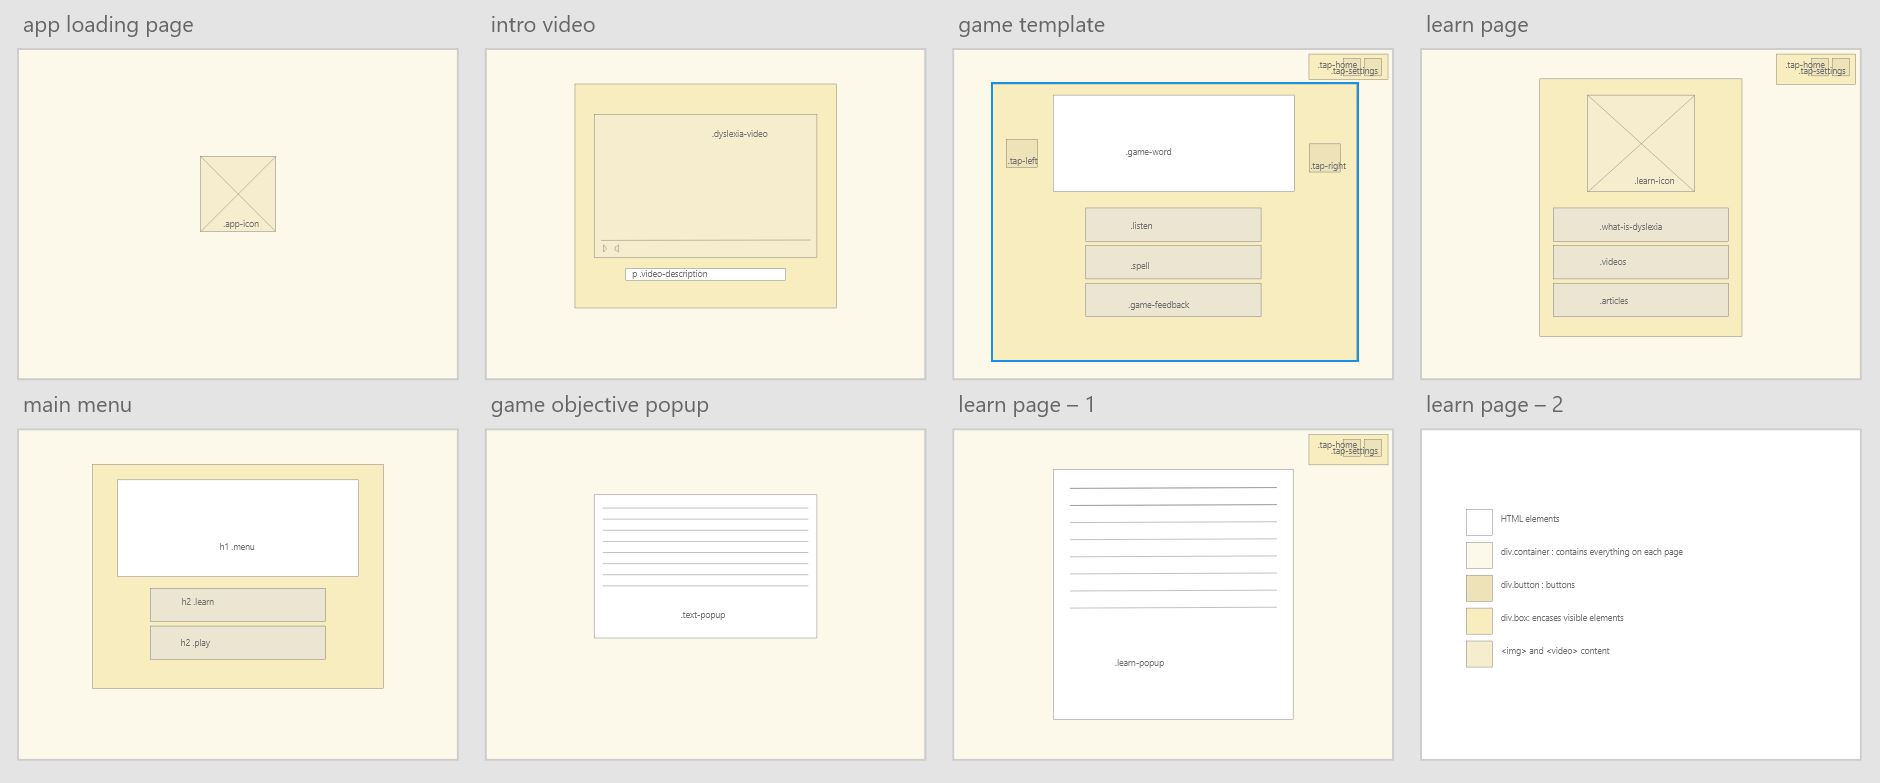 app loading page
.app-icon
intro video
.dyslexia-video
p .video-description
game template
.tap-home
.tap-settings
.tap-left
.game-word
.tap-right
.listen
.spell
.game-feedback
learn page
.tap-home
.tap-settings
.learn-icon
.what-is-dyslexia
.videos
.articles
main menu
h1 .menu
h2 .learn
h2 .play
game objective popup
.text-popup
learn page – 1
.tap-home
.tap-settings
.learn-popup
learn page – 2
HTML elements
div.container : contains everything on each page
div.button : buttons
div.box: encases visible elements
<img> and <video> content